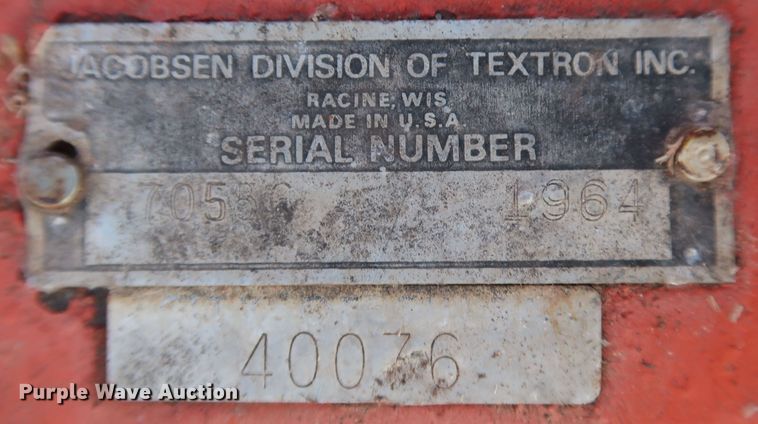 JACOBSEN DIVISION OF TEXTRON INC.
RACINE, WIS
MADE IN U.S.A
SERIAL NUMBER
1964
40076
Purple Wave Auction